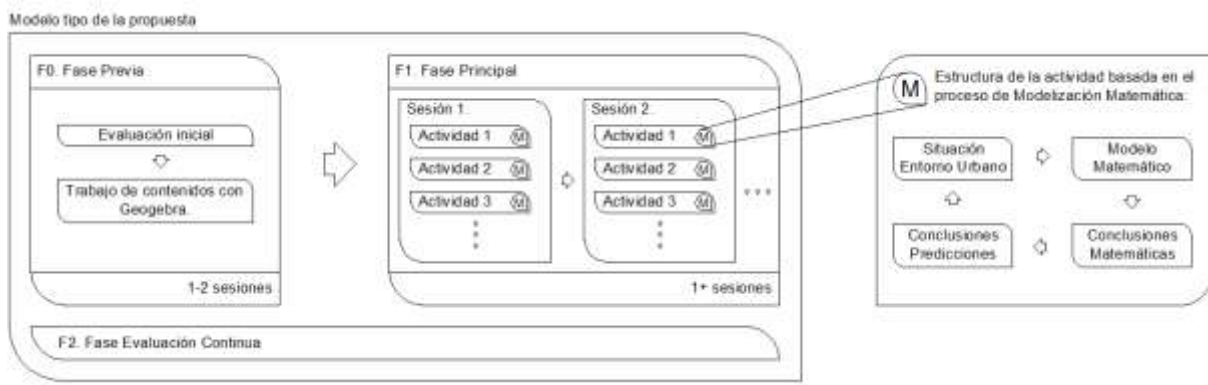 Modelo tipo de la propuesta
F0. Fase Previa
Evaluación inicial
Trabajo de contenidos con
Geogebra.
1-2 sesiones
F1. Fase Principal
Sesión 1.
Actividad 1 M
Actividad 2 M
Actividad 3 M
Sesión 2.
Actividad 1 M
Actividad 2 M
Actividad 3 M
1+ sesiones
F2. Fase Evaluación Continua
M
Estructura de la actividad basada en el
proceso de Modelización Matemática:
Situación
Entorno Urbano
Modelo
Matemático
Conclusiones
Predicciones
Conclusiones
Matemáticas